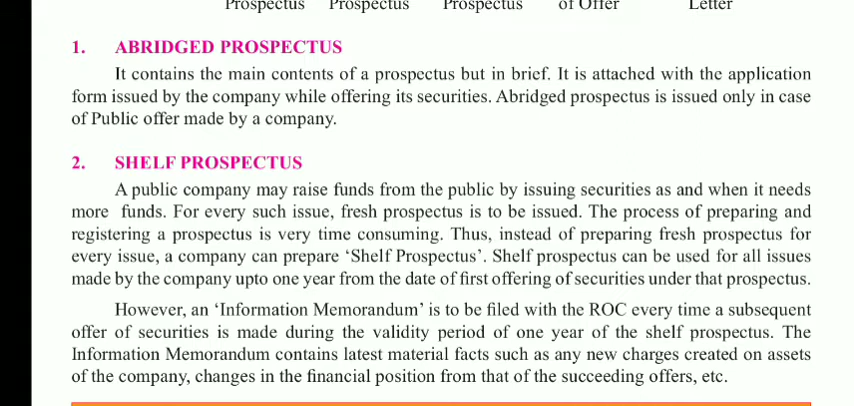 Prospectus Prospectus Prospectus of Offer Letter
1. ABRIDGED PROSPECTUS
It contains the main contents of a prospectus but in brief. It is attached with the application
form issued by the company while offering its securities. Abridged prospectus is issued only in case
of Public offer made by a company.
2. SHELF PROSPECTUS
A public company may raise funds from the public by issuing securities as and when it needs
more funds. For every such issue, fresh prospectus is to be issued. The process of preparing and
registering a prospectus is very time consuming. Thus, instead of preparing fresh prospectus for
every issue, a company can prepare ‘Shelf Prospectus’. Shelf prospectus can be used for all issues
made by the company upto one year from the date of first offering of securities under that prospectus.
However, an ‘Information Memorandum’ is to be filed with the ROC every time a subsequent
offer of securities is made during the validity period of one year of the shelf prospectus. The
Information Memorandum contains latest material facts such as any new charges created on assets
of the company, changes in the financial position from that of the succeeding offers, etc.